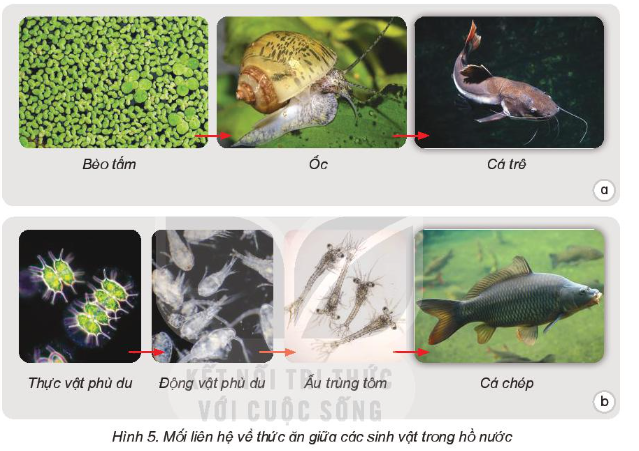 Bèo tấm
Ốc
Cá trê
a
Thực vật phù du
Động vật phù du
Ấu trùng tôm
Cá chép
b
KẾT NỐI TRI THỨC
VỚI CUỘC SỐNG
Hình 5. Mối liên hệ về thức ăn giữa các sinh vật trong hồ nước